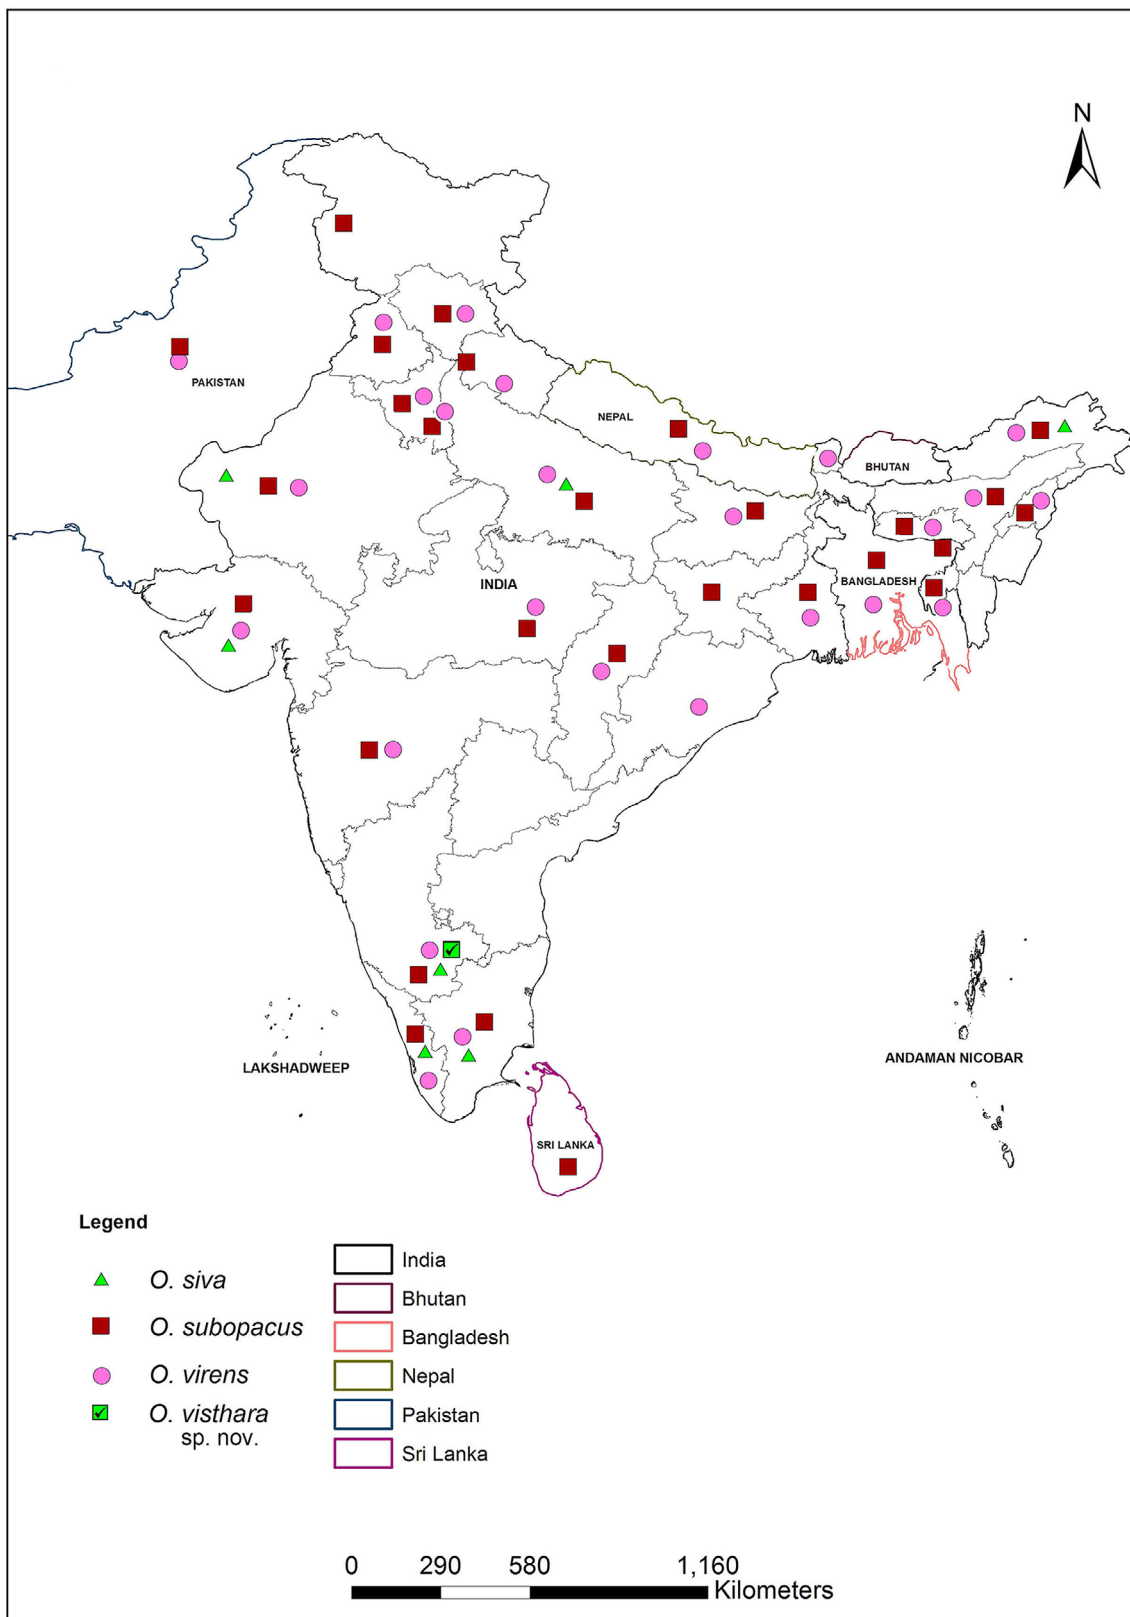 N
PAKISTAN
NEPAL
BHUTAN
INDIA
BANGLADESH
LAKSHADWEEP
ANDAMAN NICOBAR
SRI LANKA
Legend
O. siva
O. subopacus
O. virens
O. visthara
sp. nov.
India
Bhutan
Bangladesh
Nepal
Pakistan
Sri Lanka
0 290 580 1,160
Kilometers